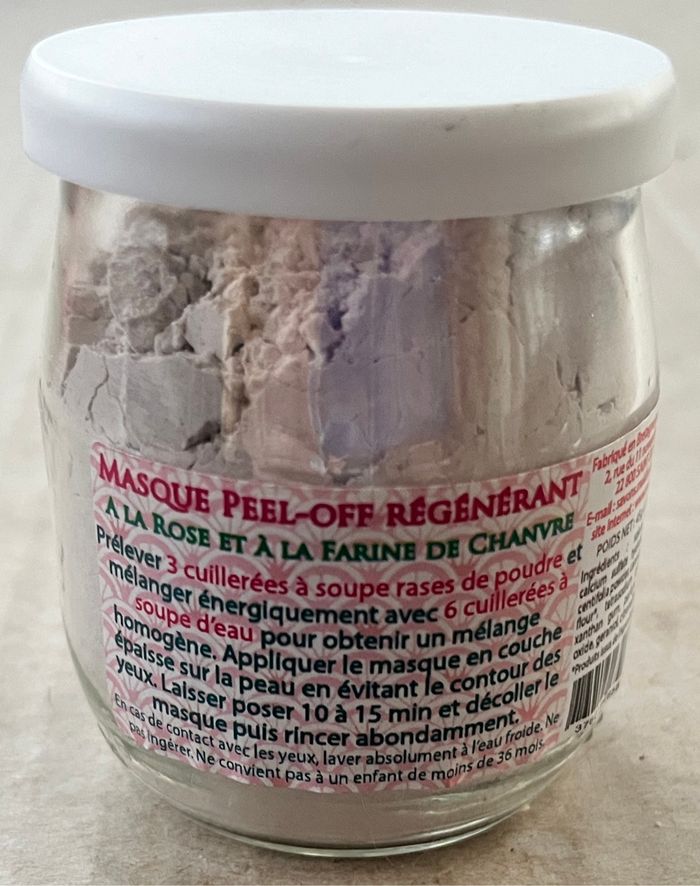 MASQUE PEEL-OFF RÉGÉNÉRANT
A LA ROSE ET À LA FARINE DE CHANVRE
Prélever 3 cuillerées à soupe rases de poudre et
mélanger énergiquement avec 6 cuillerées à
soupe d'eau pour obtenir un mélange
homogène. Appliquer le masque en couche
épaisse sur la peau en évitant le contour des
yeux. Laisser poser 10 à 15 min et décoller le
masque puis rincer abondamment.
En cas de contact avec les yeux, laver absolument à l'eau froide. Ne
pas ingérer. Ne convient pas à un enfant de moins de 36 mois.
Fabriqué en
2, rue du 11
E-mail: savons
site Internet:
POIDS NET:
Ingrédients
calcium
centifolia
flour,
xanthan
oxide,
*Produits